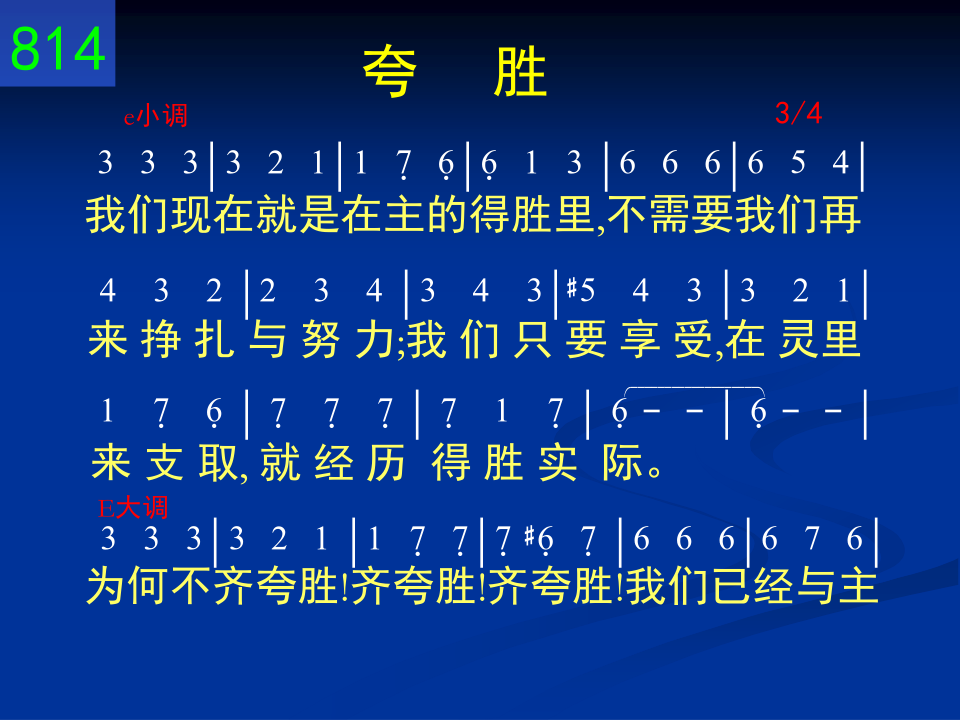 814
夸 胜
e小调 3/4
3 3 3|3 2 1|1 7̣ 6̣|6̣ 1 3|6 6 6|6 5 4|
我们现在就是在主的得胜里,不需要我们再
4 3 2|2 3 4|3 4 3|♯5 4 3|3 2 1|
来 挣 扎 与 努 力;我 们 只 要 享 受,在 灵里
1 7̣ 6̣|7̣ 7̣ 7̣|7̣ 1 7̣|6̣ - -|6̣ - -|
来 支 取, 就 经 历 得 胜 实 际。
E大调
3 3 3|3 2 1|1 7̣ 7̣|7̣ ♯6̣ 7̣|6 6 6|6 7 6|
为何不齐夸胜!齐夸胜!齐夸胜!我们已经与主